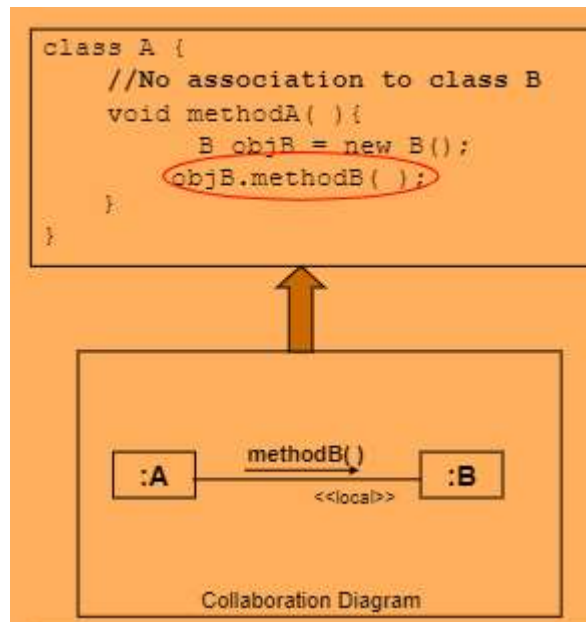 class A {
//No association to class B
void methodA( ){
B objB = new B();
objB.methodB( );
}
}
methodB( )
:A
:B
<<local>>
Collaboration Diagram